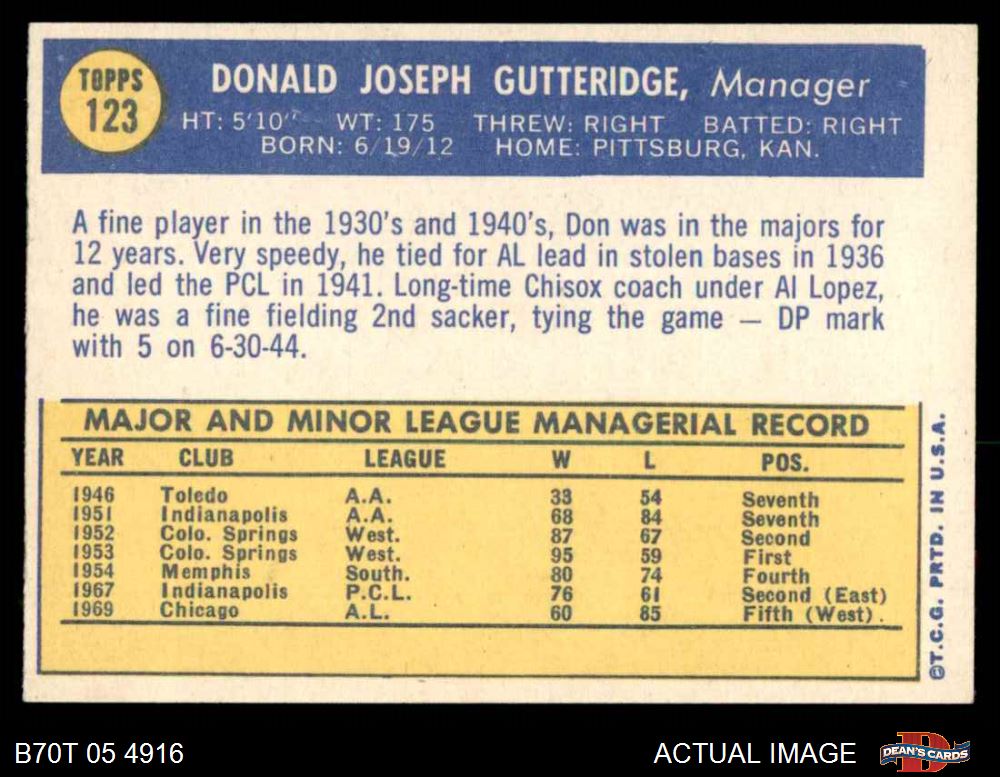 TOPPS
123
DONALD JOSEPH GUTTERIDGE, Manager
HT: 5'10" WT: 175 THREW: RIGHT BATTED: RIGHT
BORN: 6/19/12 HOME: PITTSBURG, KAN.
A fine player in the 1930's and 1940's, Don was in the majors for
12 years. Very speedy, he tied for AL lead in stolen bases in 1936
and led the PCL in 1941. Long-time Chisox coach under Al Lopez,
he was a fine fielding 2nd sacker, tying the game — DP mark
with 5 on 6-30-44.
MAJOR AND MINOR LEAGUE MANAGERIAL RECORD
YEAR CLUB LEAGUE W L POS.
1946 Toledo A.A. 33 54 Seventh
1951 Indianapolis A.A. 68 84 Seventh
1952 Colo. Springs West. 87 67 Second
1953 Colo. Springs West. 95 59 First
1954 Memphis South. 80 74 Fourth
1967 Indianapolis P.C.L. 76 61 Second (East)
1969 Chicago A.L. 60 85 Fifth (West).
©T.C.G. PRTD. IN U.S.A.
B70T 05 4916 ACTUAL IMAGE
DEAN'S CARDS